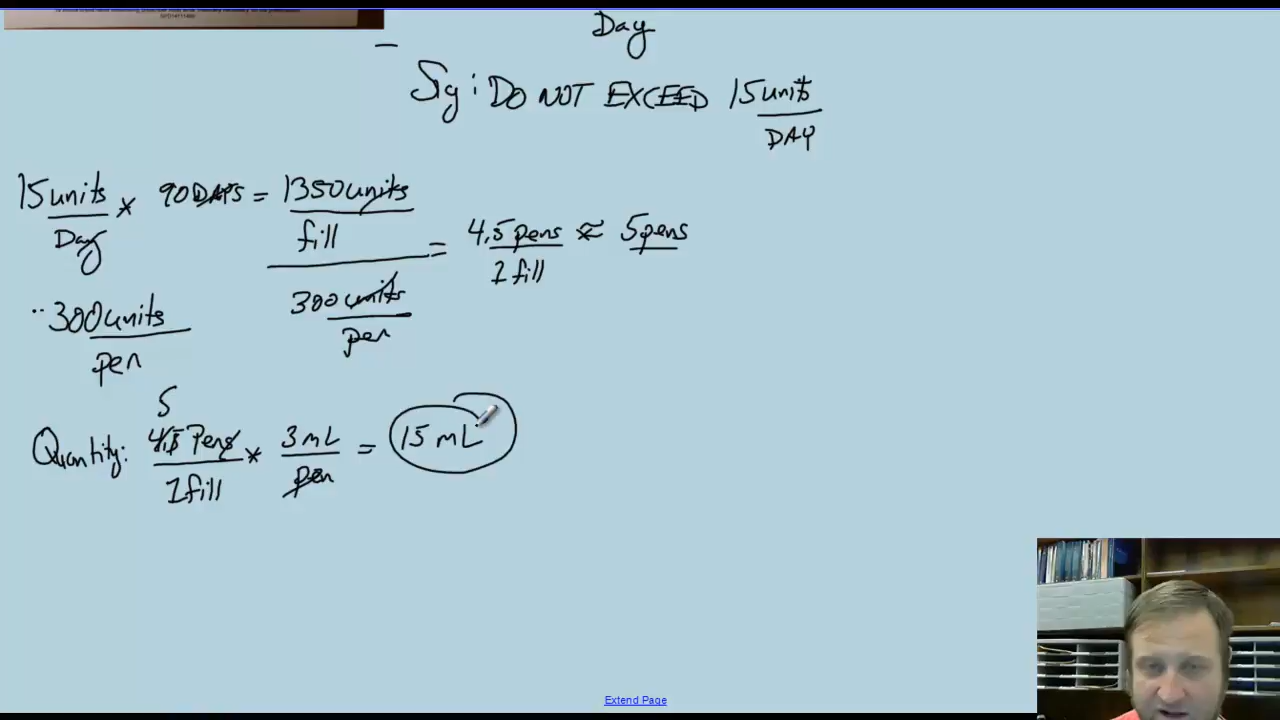 Day
Sig: DO NOT EXCEED 15 units
DAY
15 units * 90 DAYS = 1350 units
Day
fill
= 4.5 pens ≈ 5 pens
1 fill
300 units
pen
300 units
pen
5
Quantity: 4.5 Pens * 3 mL = 15 mL
1 fill
pen
Extend Page